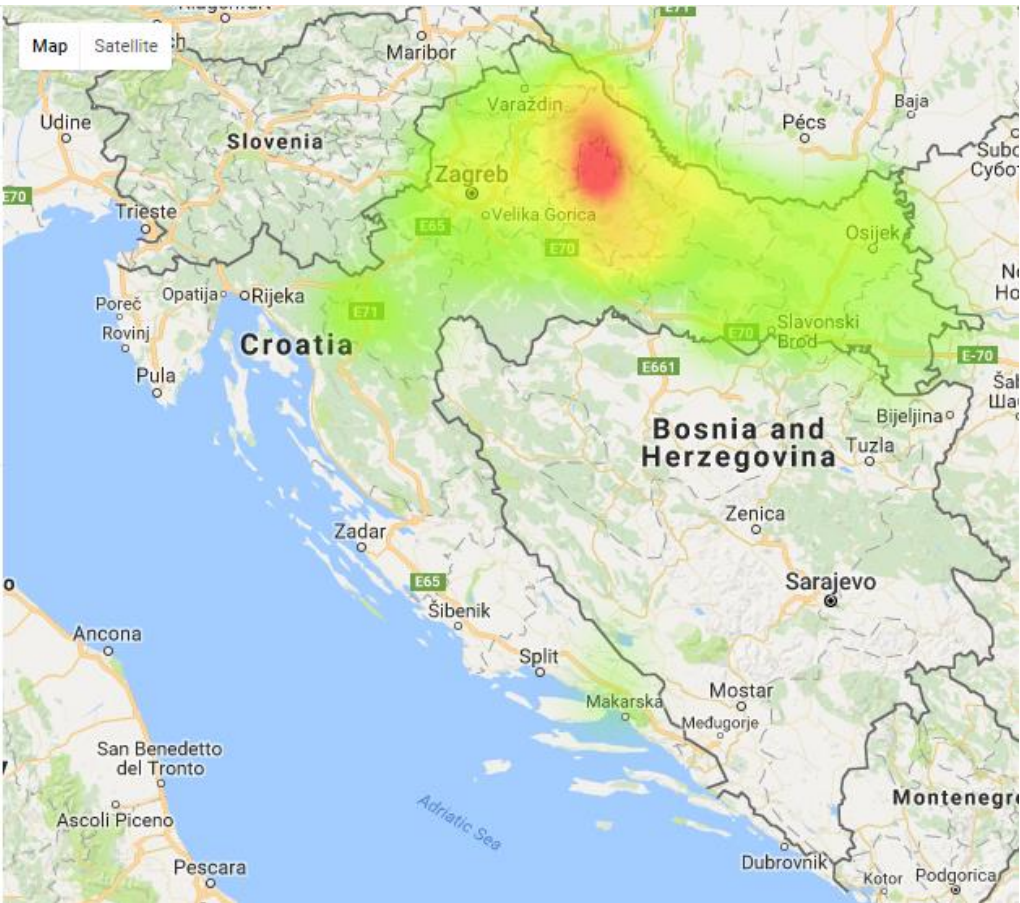 E71
Map
Satellite
Maribor
Udine
Slovenia
Varaždin
Pécs
Baja
Zagreb
E70
Trieste
Velika Gorica
E65
E70
Osijek
Poreč
Opatija
Rijeka
E71
Rovinj
Croatia
E70
Slavonski
Brod
E-70
Pula
E661
Bosnia and
Herzegovina
Bijeljina
Tuzla
Zadar
Zenica
E65
Sarajevo
Šibenik
Ancona
Split
Makarska
Mostar
Međugorje
San Benedetto
del Tronto
Ascoli Piceno
Adriatic Sea
Montenegr
Pescara
Dubrovnik
Kotor
Podgorica